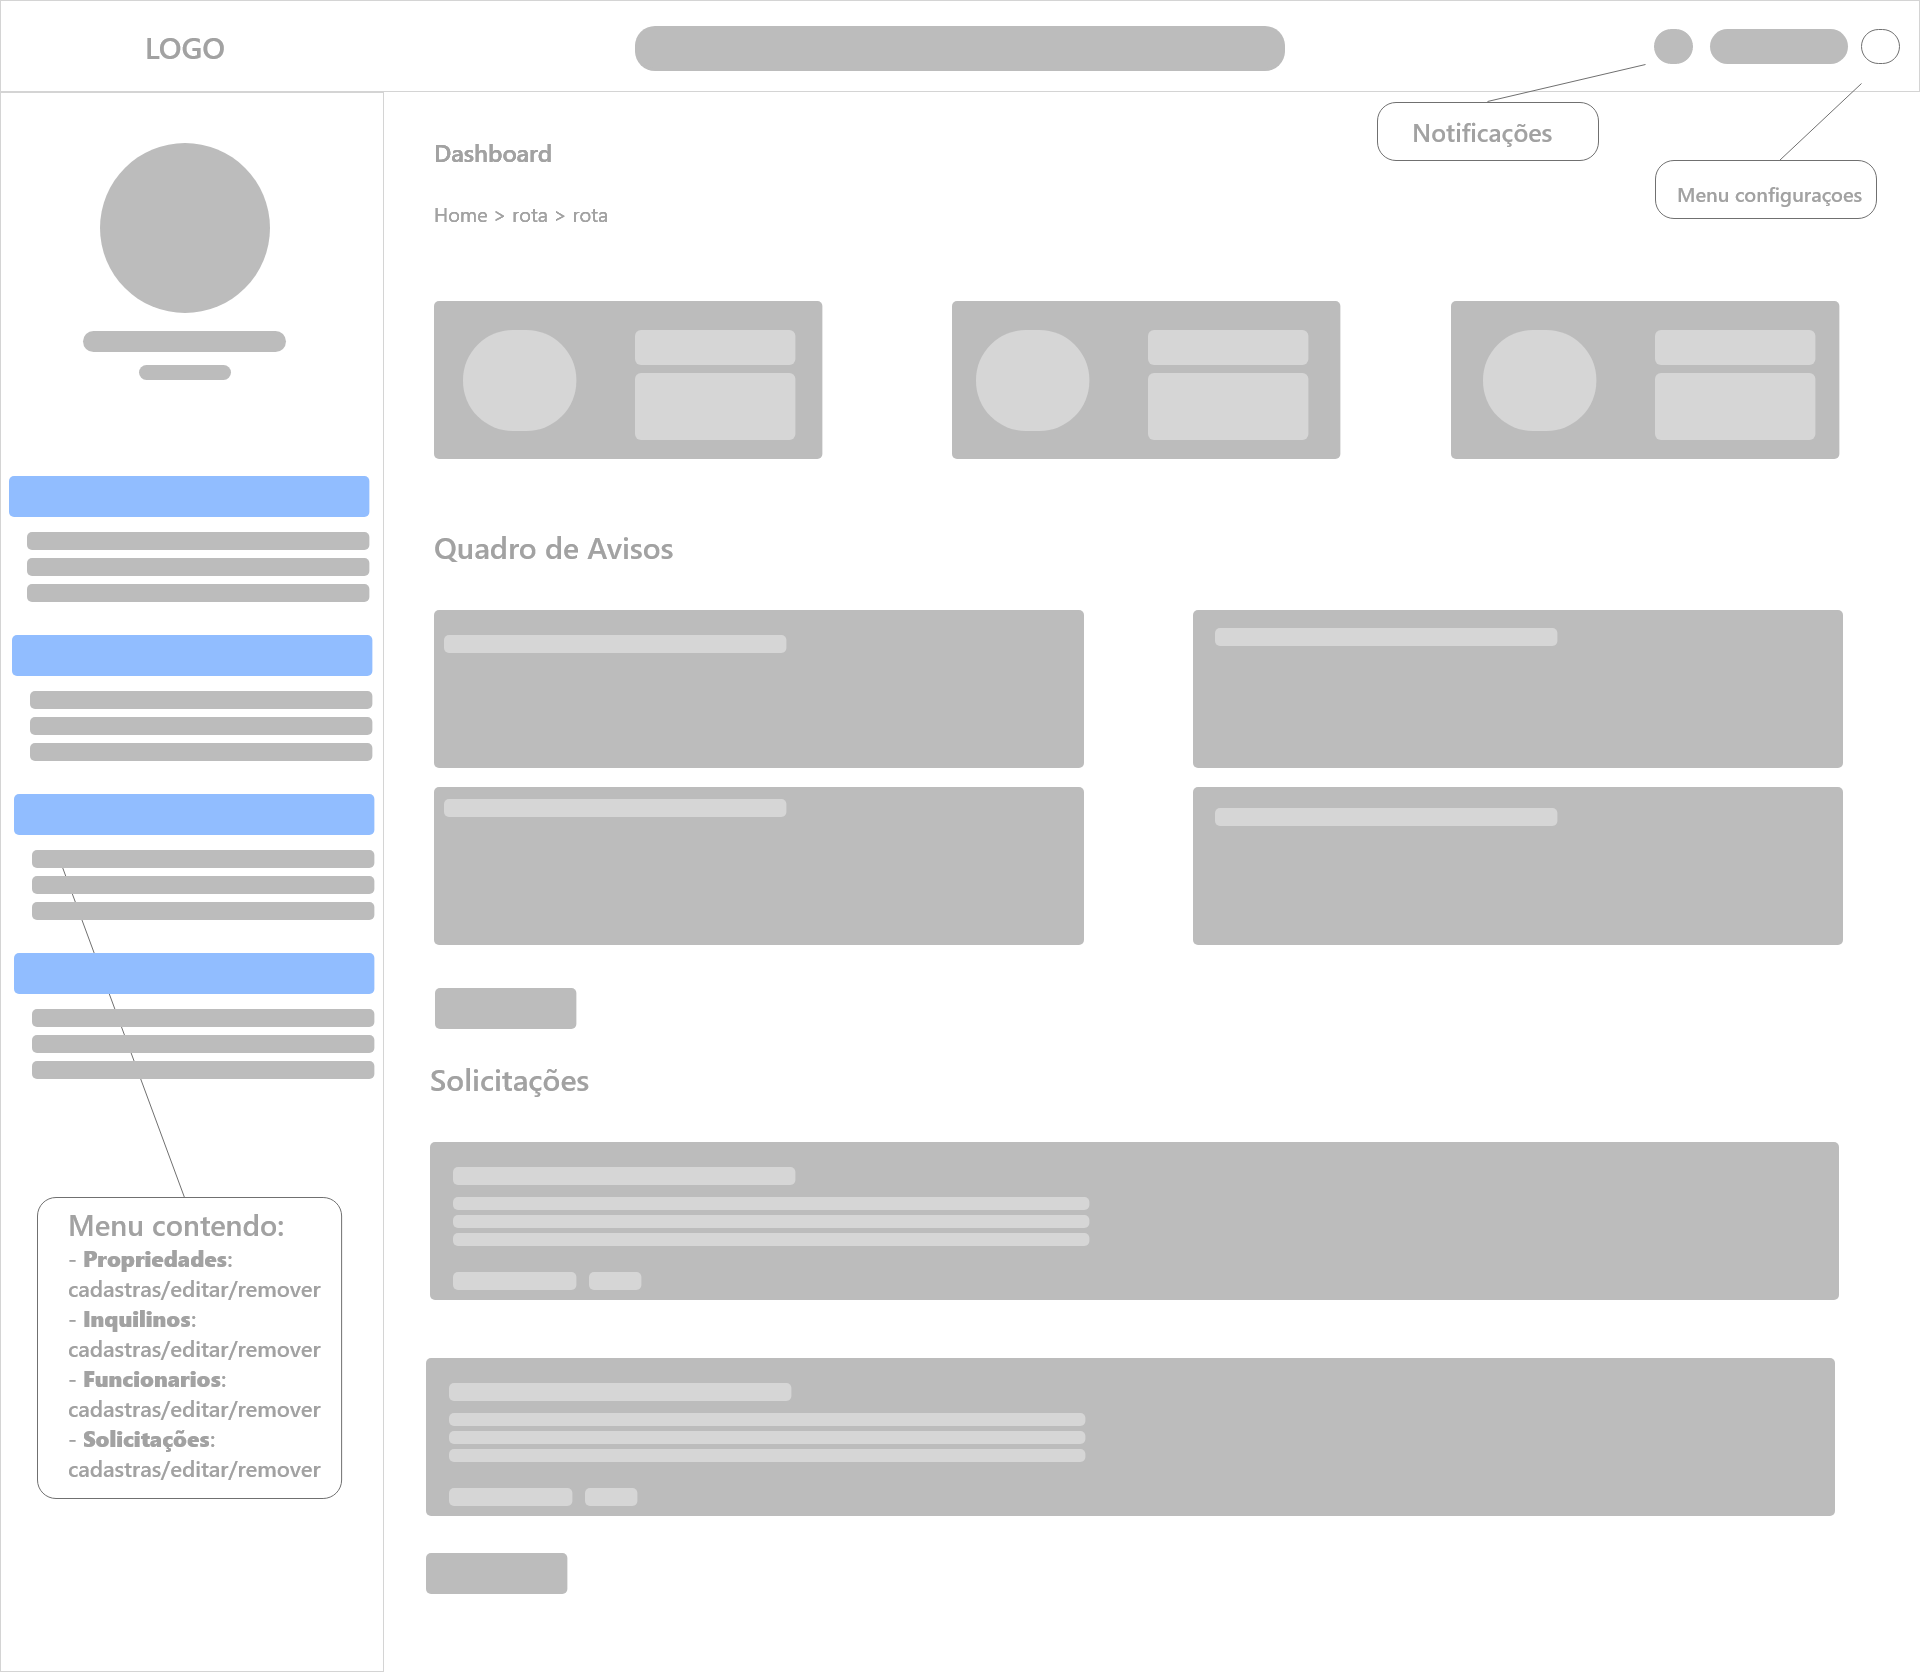 LOGO
Notificações
Menu configuraçoes
Dashboard
Home > rota > rota
Quadro de Avisos
Solicitações
Menu contendo:
- Propriedades:
cadastras/editar/remover
- Inquilinos:
cadastras/editar/remover
- Funcionarios:
cadastras/editar/remover
- Solicitações:
cadastras/editar/remover